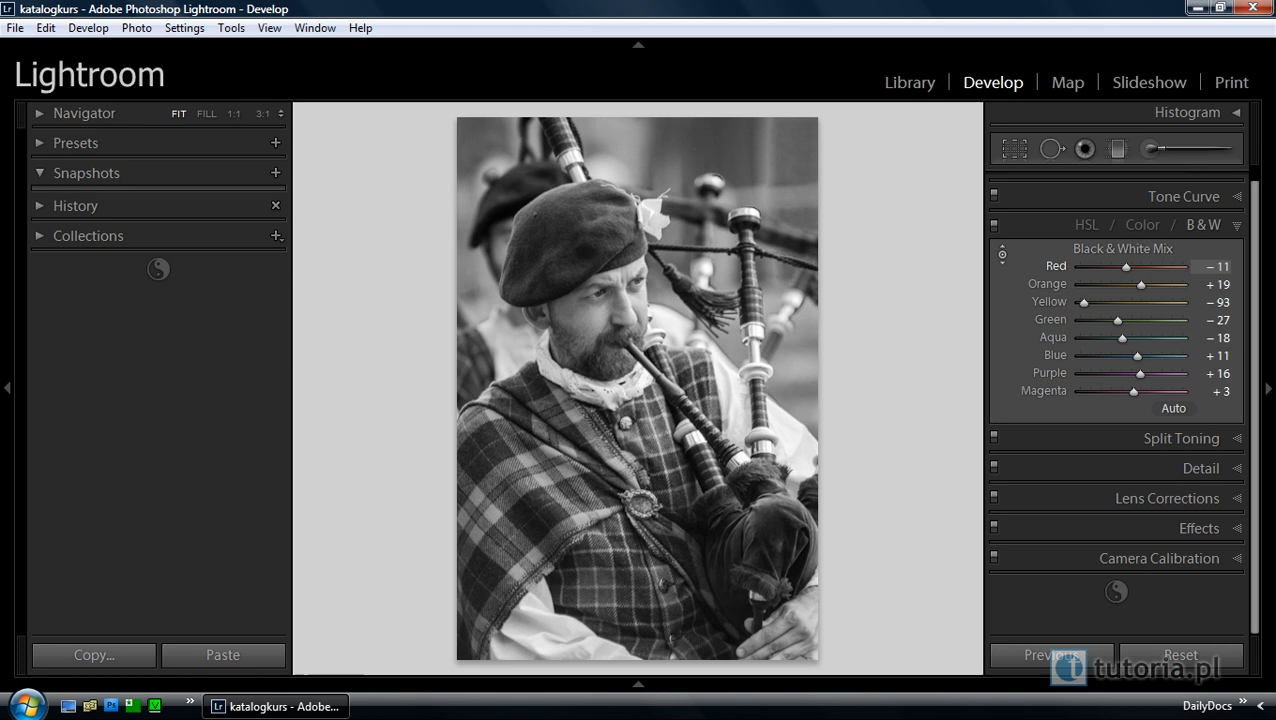 katalogkurs - Adobe Photoshop Lightroom - Develop
File Edit Develop Photo Settings Tools View Window Help
Lightroom
Library | Develop | Map | Slideshow | Print
Navigator FIT FILL 1:1 3:1
Presets
Snapshots
History
Collections
Copy... Paste
Histogram
Tone Curve
HSL / Color / B & W
Black & White Mix
Red – 11
Orange + 19
Yellow – 93
Green – 27
Aqua – 18
Blue + 11
Purple + 16
Magenta + 3
Auto
Split Toning
Detail
Lens Corrections
Effects
Camera Calibration
Previous Reset
t tutoria.pl
Lr katalogkurs - Adobe...
DailyDocs